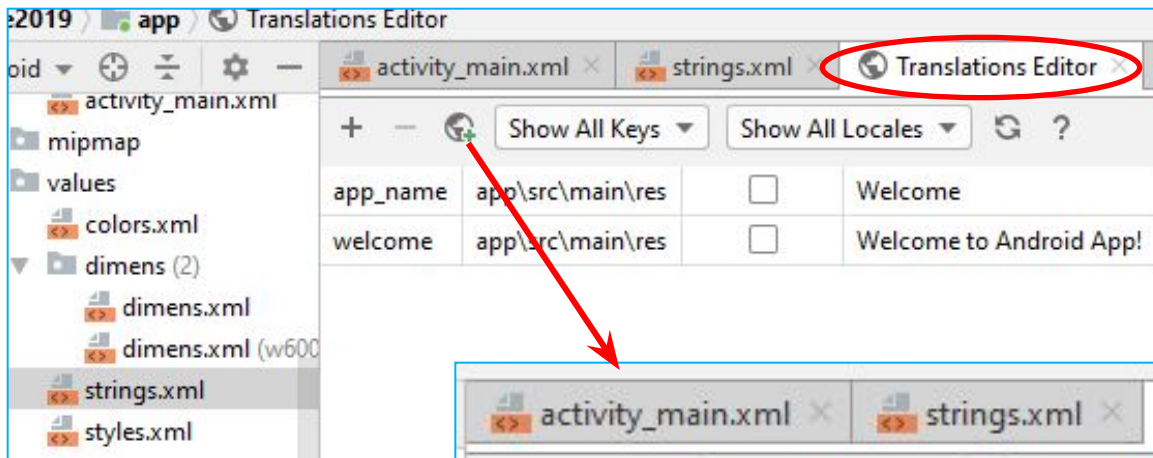 e2019 app Translations Editor
oid
activity_main.xml strings.xml Translations Editor
activity_main.xml
mipmap
values
colors.xml
dimens (2)
dimens.xml
dimens.xml (w600
strings.xml
styles.xml
Show All Keys Show All Locales ?
app_name app\src\main\res Welcome
welcome app\src\main\res Welcome to Android App!
activity_main.xml strings.xml